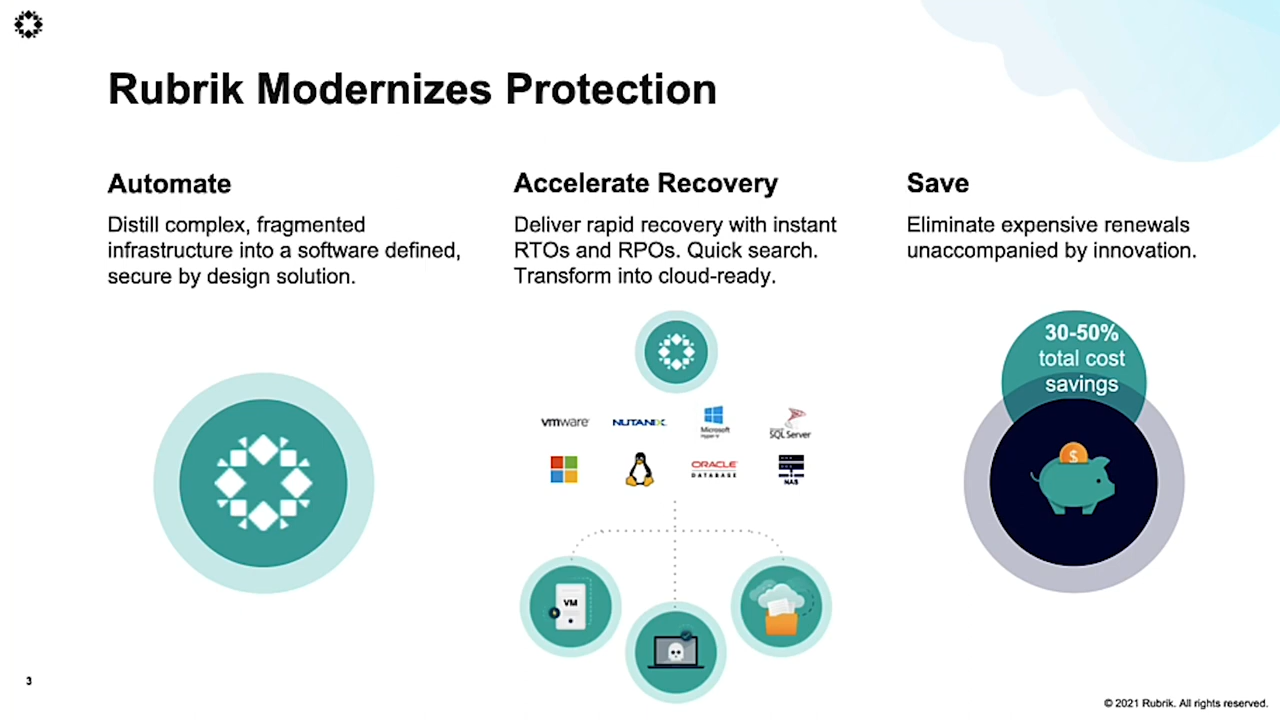 Rubrik Modernizes Protection
Automate
Distill complex, fragmented
infrastructure into a software defined,
secure by design solution.
Accelerate Recovery
Deliver rapid recovery with instant
RTOs and RPOs. Quick search.
Transform into cloud-ready.
vmware
NUTANIX
Microsoft
Hyper-V
SQL Server
ORACLE
DATABASE
NAS
VM
Save
Eliminate expensive renewals
unaccompanied by innovation.
30-50%
total cost
savings
$
3
© 2021 Rubrik. All rights reserved.